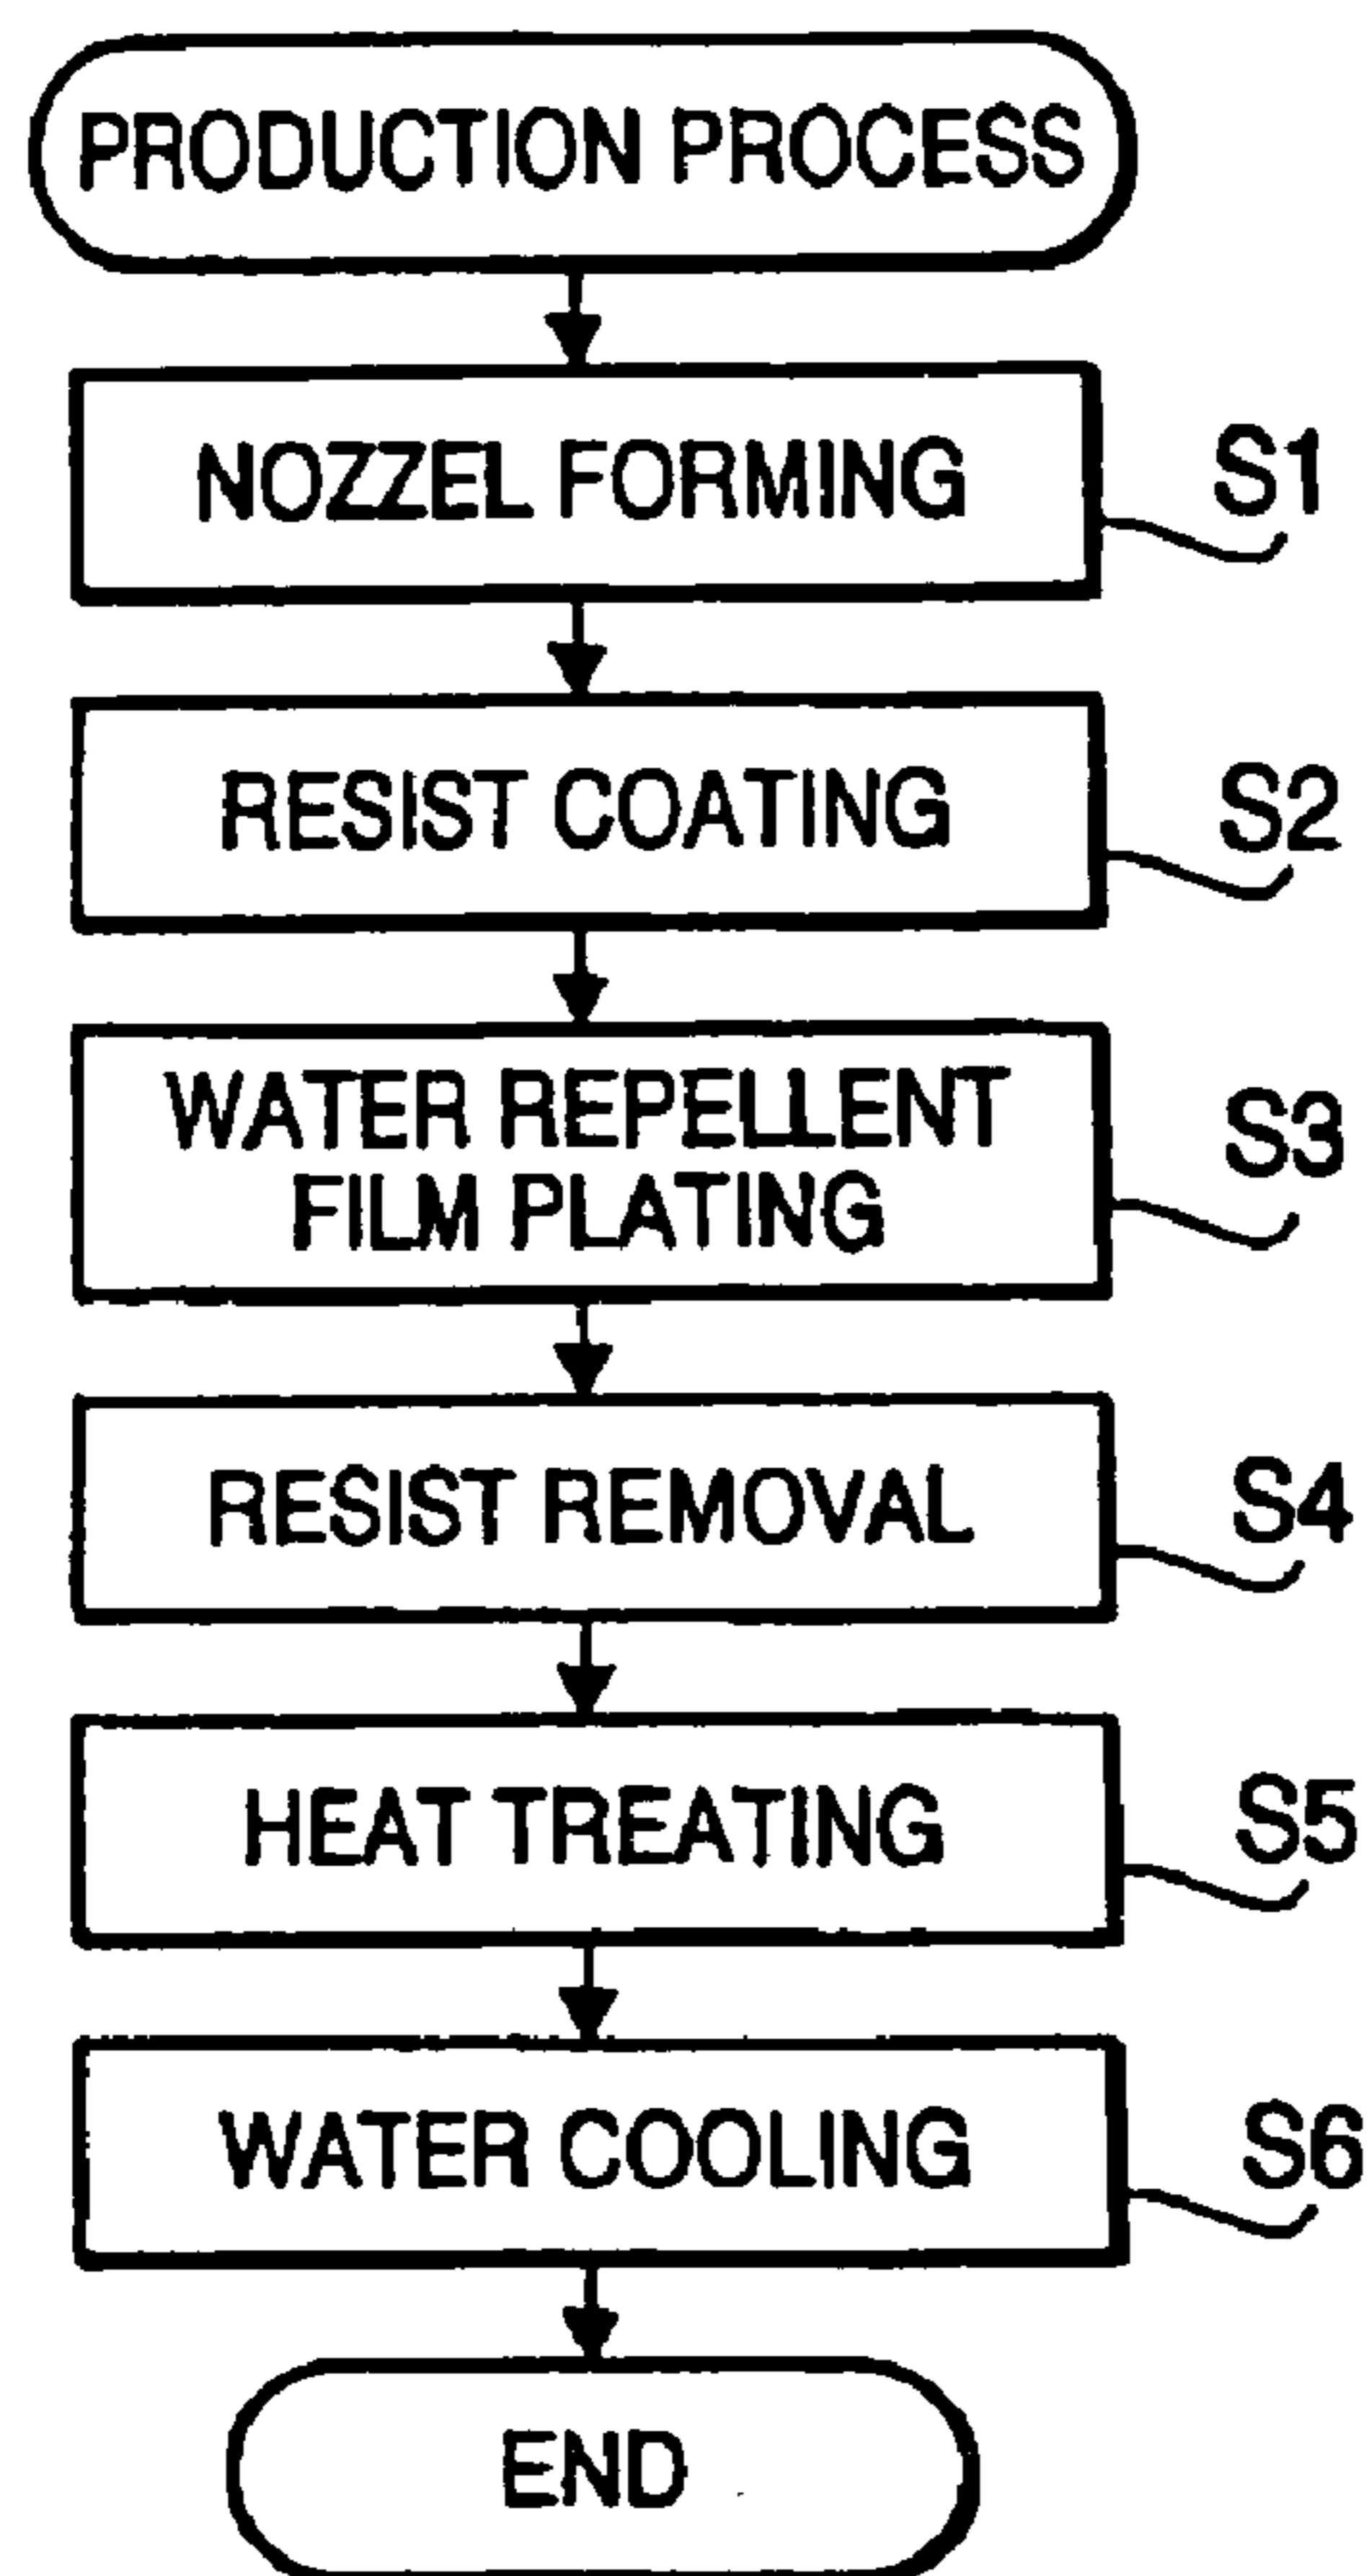 PRODUCTION PROCESS
NOZZEL FORMING
S1
RESIST COATING
S2
WATER REPELLENT
FILM PLATING
S3
RESIST REMOVAL
S4
HEAT TREATING
S5
WATER COOLING
S6
END